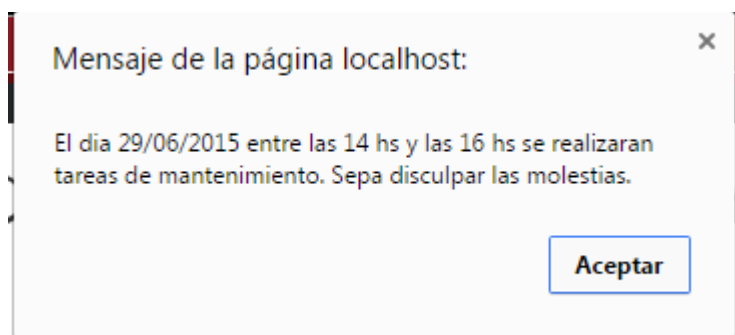 Mensaje de la página localhost:
El dia 29/06/2015 entre las 14 hs y las 16 hs se realizaran
tareas de mantenimiento. Sepa disculpar las molestias.
Aceptar